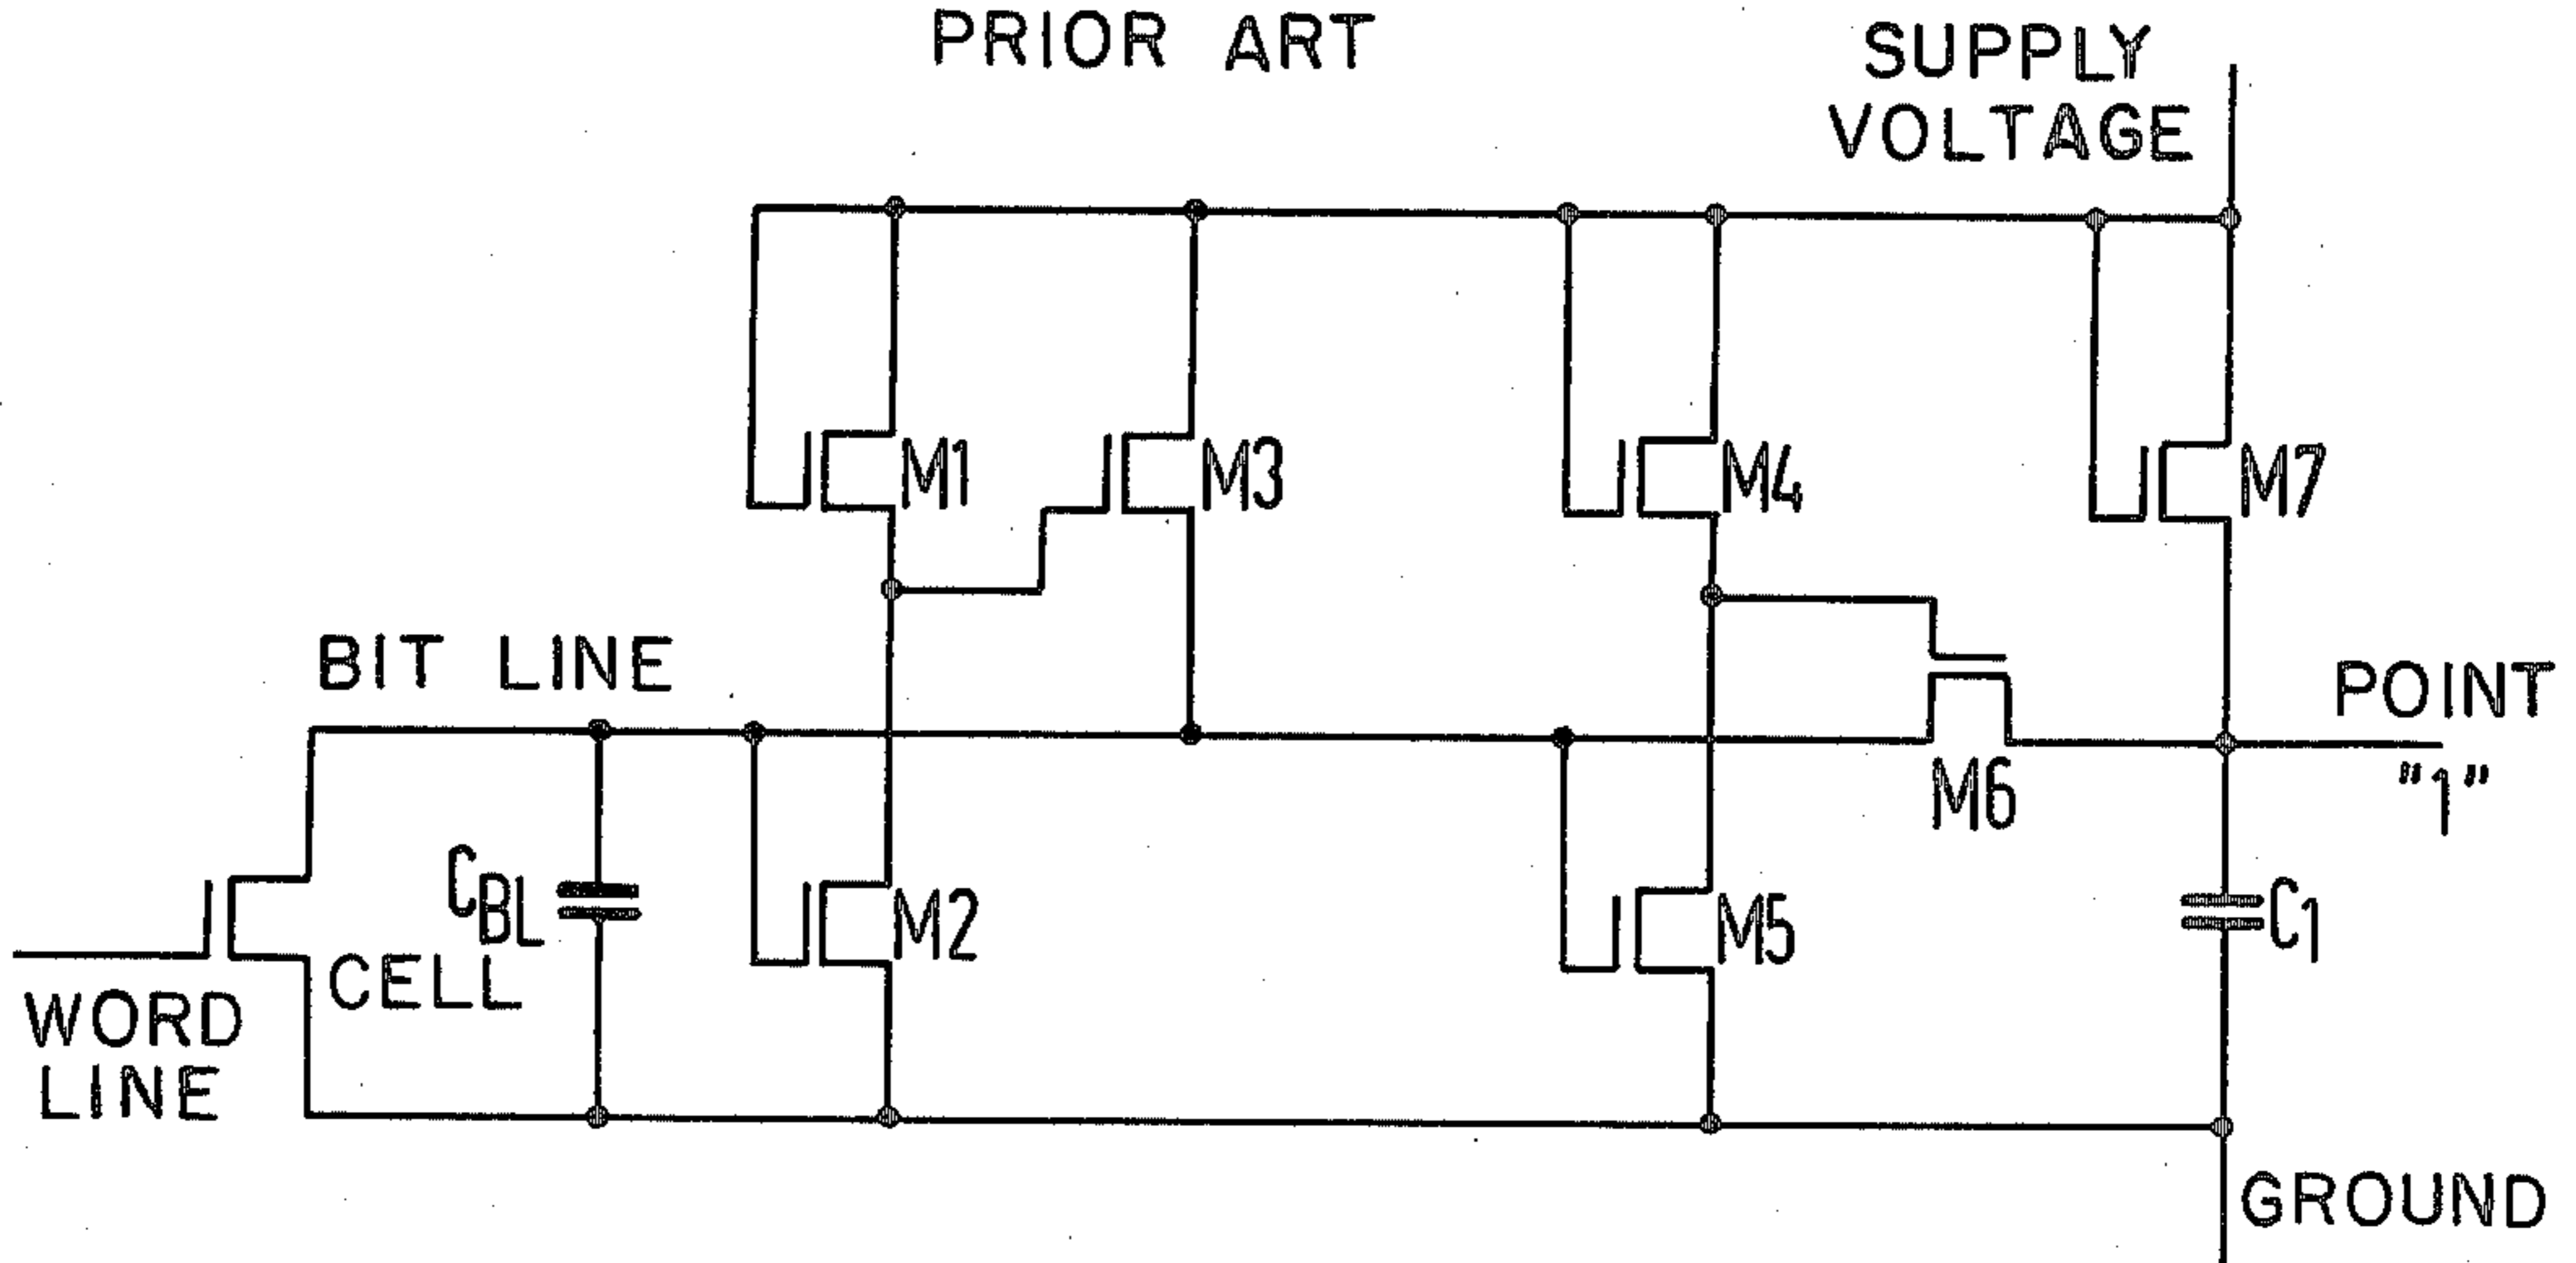 PRIOR ART
SUPPLY
VOLTAGE
M1
M3
M4
M7
BIT LINE
POINT
"1"
M6
CBL
M2
M5
C1
CELL
WORD
LINE
GROUND